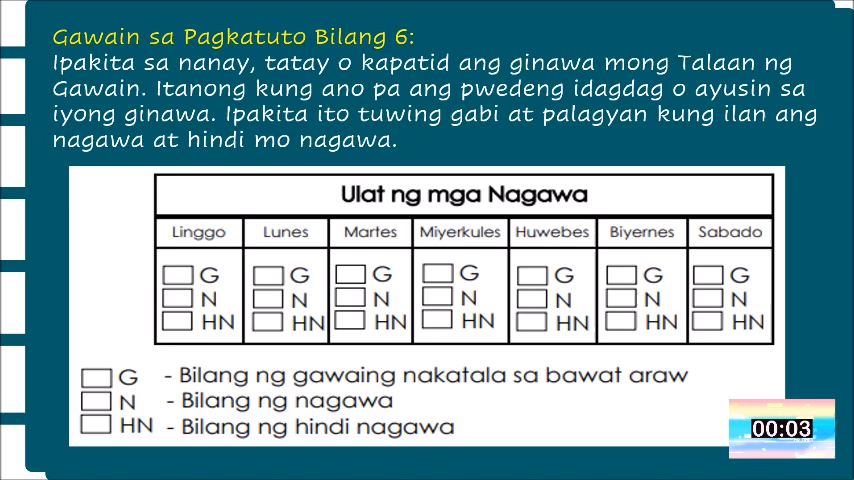 Gawain sa Pagkatuto Bilang 6:
Ipakita sa nanay, tatay o kapatid ang ginawa mong Talaan ng
Gawain. Itanong kung ano pa ang pwedeng idagdag o ayusin sa
iyong ginawa. Ipakita ito tuwing gabi at palagyan kung ilan ang
nagawa at hindi mo nagawa.
Ulat ng mga Nagawa
Linggo Lunes Martes Miyerkules Huwebes Biyernes Sabado
G G G G G G G
N N N N N N N
HN HN HN HN HN HN HN
G - Bilang ng gawaing nakatala sa bawat araw
N - Bilang ng nagawa
HN - Bilang ng hindi nagawa
00:03